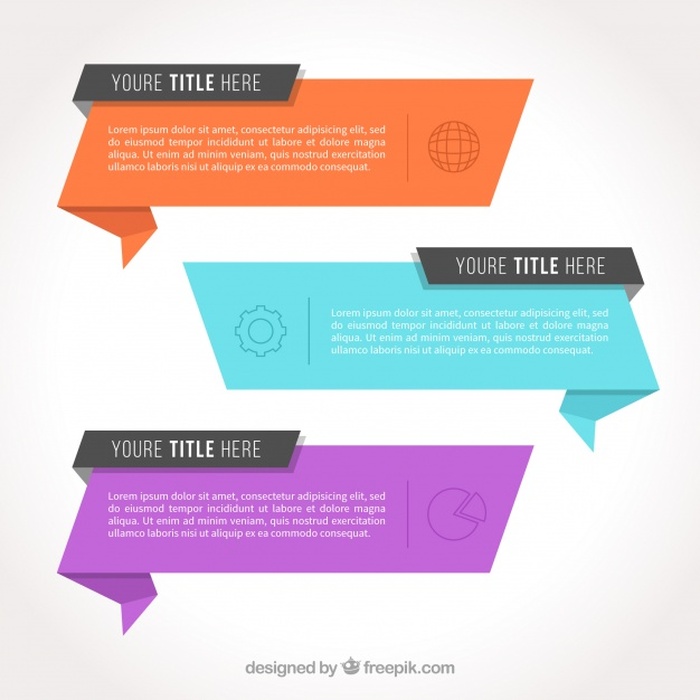 YOURE TITLE HERE
Lorem ipsum dolor sit amet, consectetur adipisicing elit, sed
do eiusmod tempor incididunt ut labore et dolore magna
aliqua. Ut enim ad minim veniam, quis nostrud exercitation
ullamco laboris nisi ut aliquip ex ea commodo consequat.
YOURE TITLE HERE
Lorem ipsum dolor sit amet, consectetur adipisicing elit, sed
do eiusmod tempor incididunt ut labore et dolore magna
aliqua. Ut enim ad minim veniam, quis nostrud exercitation
ullamco laboris nisi ut aliquip ex ea commodo consequat.
YOURE TITLE HERE
Lorem ipsum dolor sit amet, consectetur adipisicing elit, sed
do eiusmod tempor incididunt ut labore et dolore magna
aliqua. Ut enim ad minim veniam, quis nostrud exercitation
ullamco laboris nisi ut aliquip ex ea commodo consequat.
designed by freepik.com